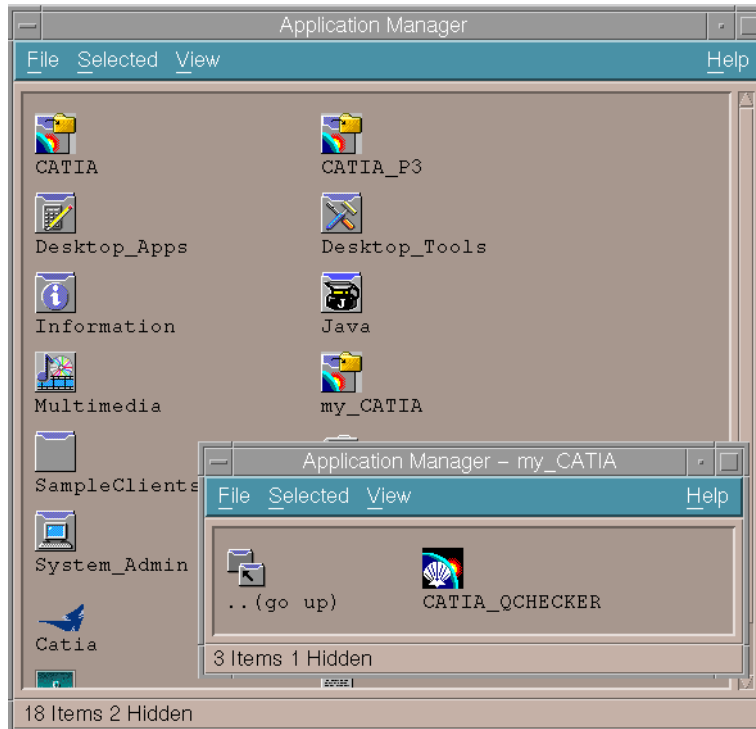 Application Manager
File Selected View Help
CATIA CATIA_P3
Desktop_Apps Desktop_Tools
Information Java
Multimedia my_CATIA
SampleClients
System_Admin
Catia
18 Items 2 Hidden
Application Manager – my_CATIA
File Selected View Help
..(go up) CATIA_QCHECKER
3 Items 1 Hidden